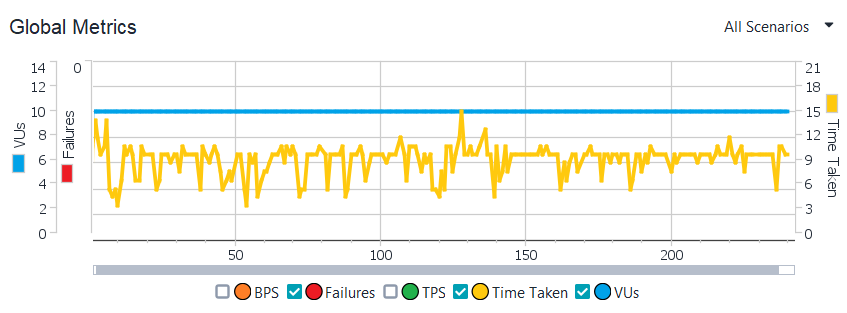 Global Metrics
All Scenarios
14 0 21
12 18
10 15
8 12
6 9
4 6
2 3
0 0
VUs
Failures
Time Taken
50 100 150 200
BPS Failures TPS Time Taken VUs